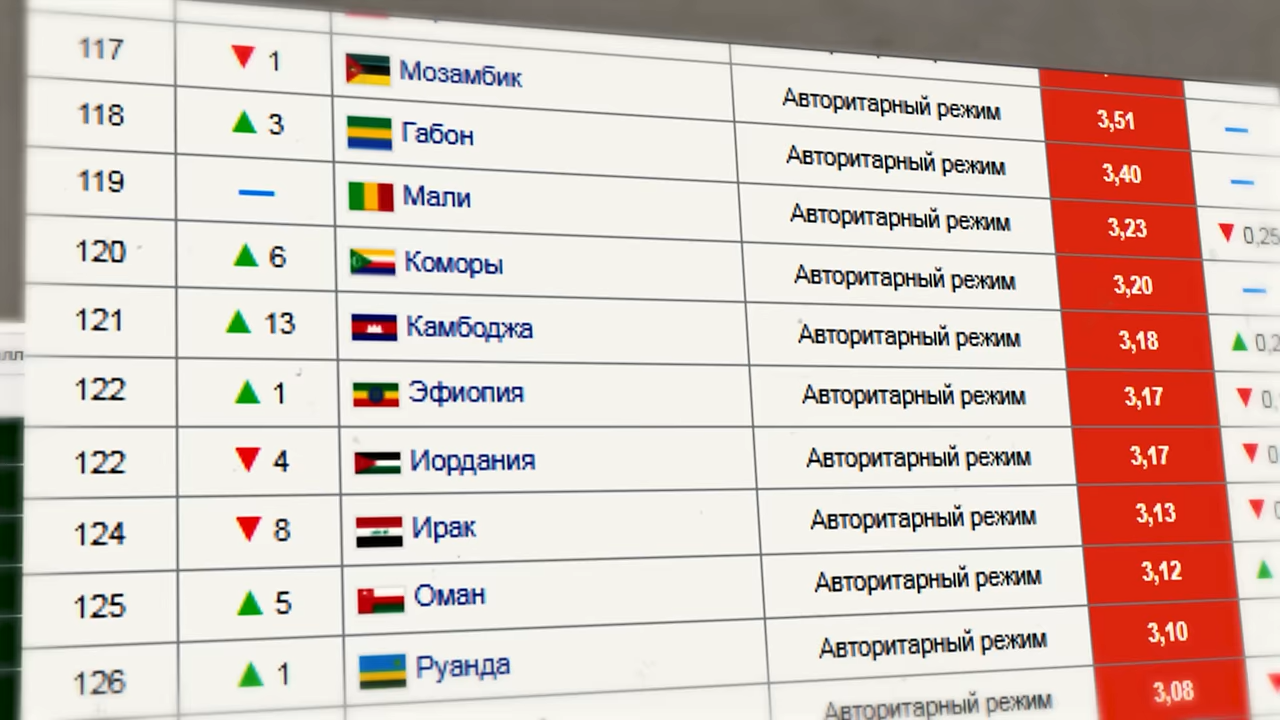 117 ▼ 1 Мозамбик Авторитарный режим 3,51 —
118 ▲ 3 Габон Авторитарный режим 3,40 —
119 — Мали Авторитарный режим 3,23 ▼ 0,25
120 ▲ 6 Коморы Авторитарный режим 3,20 —
121 ▲ 13 Камбоджа Авторитарный режим 3,18 ▲ 0,2
122 ▲ 1 Эфиопия Авторитарный режим 3,17 ▼ 0,
122 ▼ 4 Иордания Авторитарный режим 3,17 ▼ 0
124 ▼ 8 Ирак Авторитарный режим 3,13 ▼
125 ▲ 5 Оман Авторитарный режим 3,12 ▲
126 ▲ 1 Руанда Авторитарный режим 3,10
Авторитарный режим 3,08 ▼